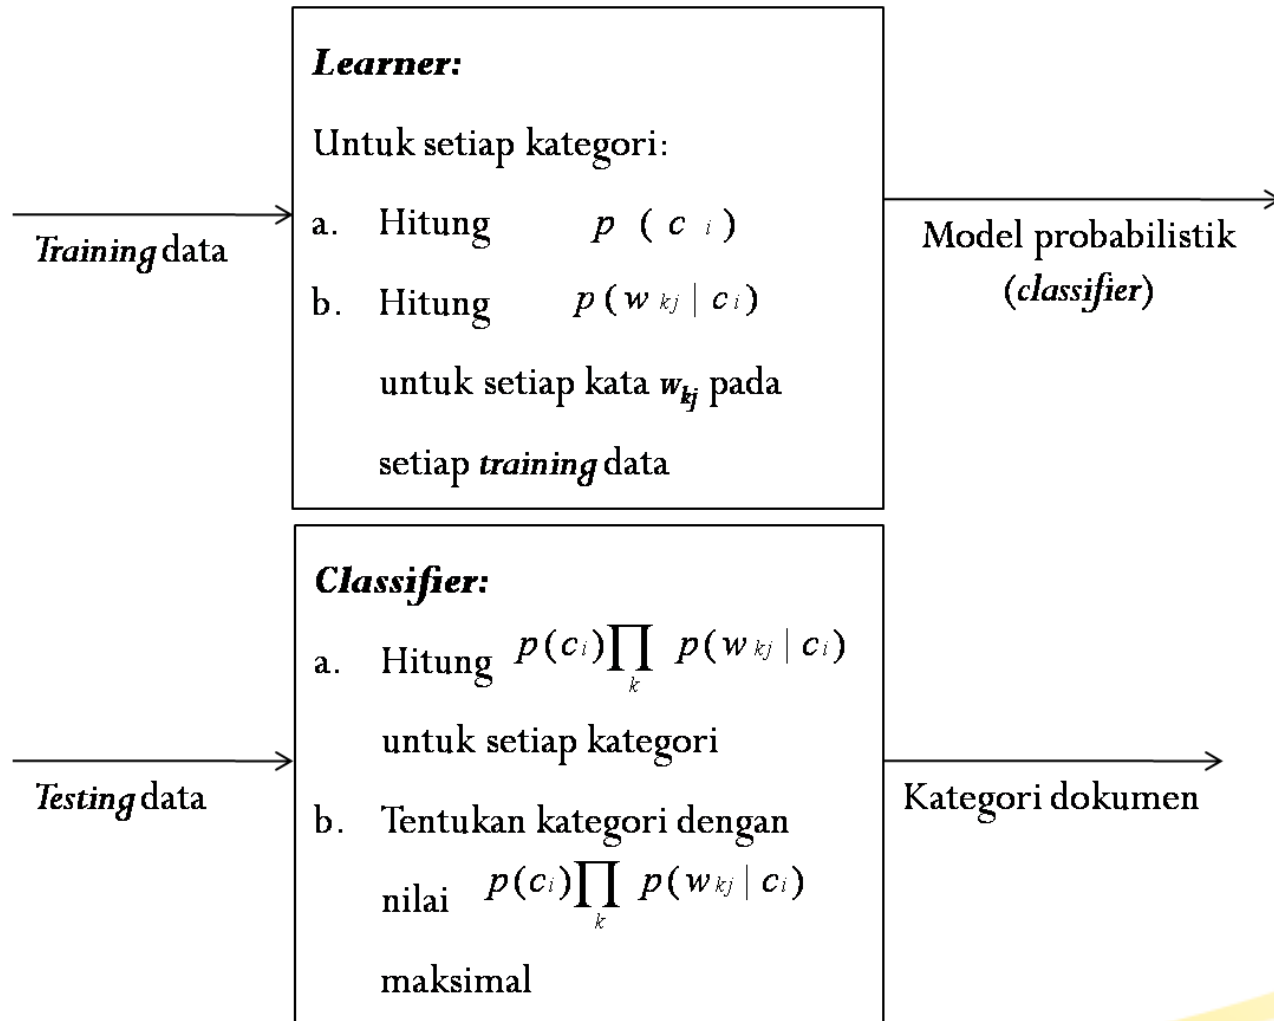 Learner:
Untuk setiap kategori:
a. Hitung p ( c i )
b. Hitung p ( w kj | c i )
untuk setiap kata wkj pada
setiap training data
Training data
Model probabilistik
(classifier)
Classifier:
a. Hitung p(ci)∏k p(w kj | ci)
untuk setiap kategori
b. Tentukan kategori dengan
nilai p(ci)∏k p(w kj | ci)
maksimal
Testing data
Kategori dokumen